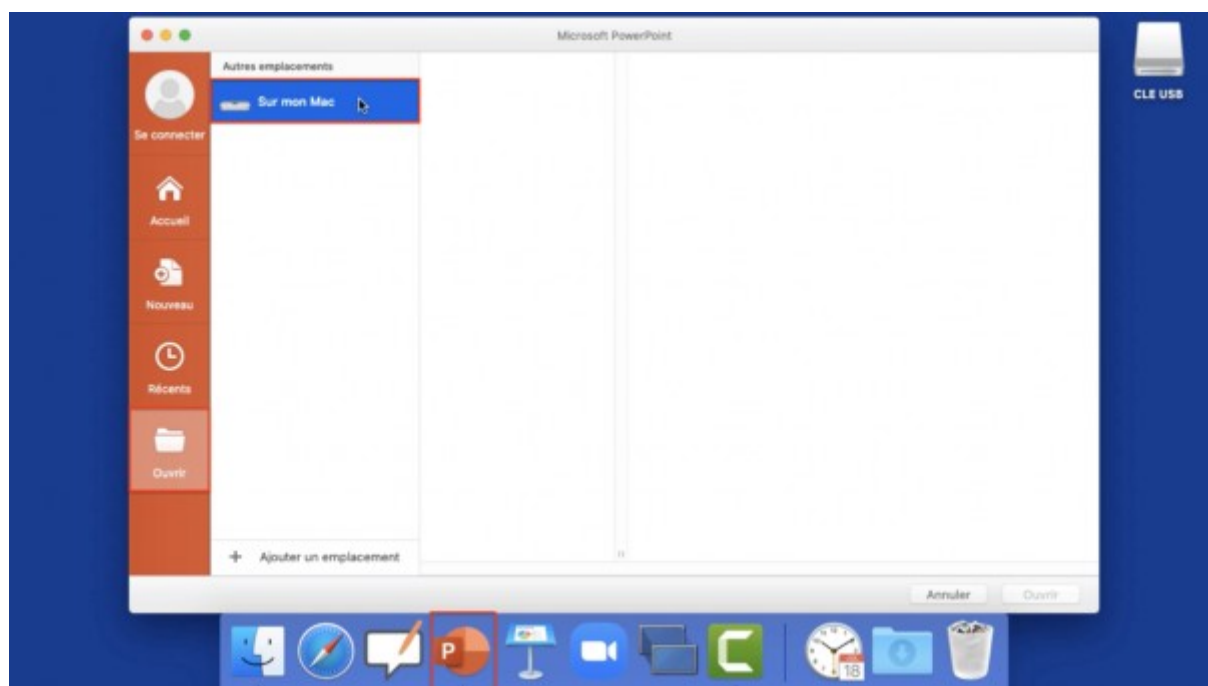 Microsoft PowerPoint
Autres emplacements
Sur mon Mac
CLE USB
Se connecter
Accueil
Nouveau
Récents
Ouvrir
+ Ajouter un emplacement
Annuler
Ouvrir
P
18